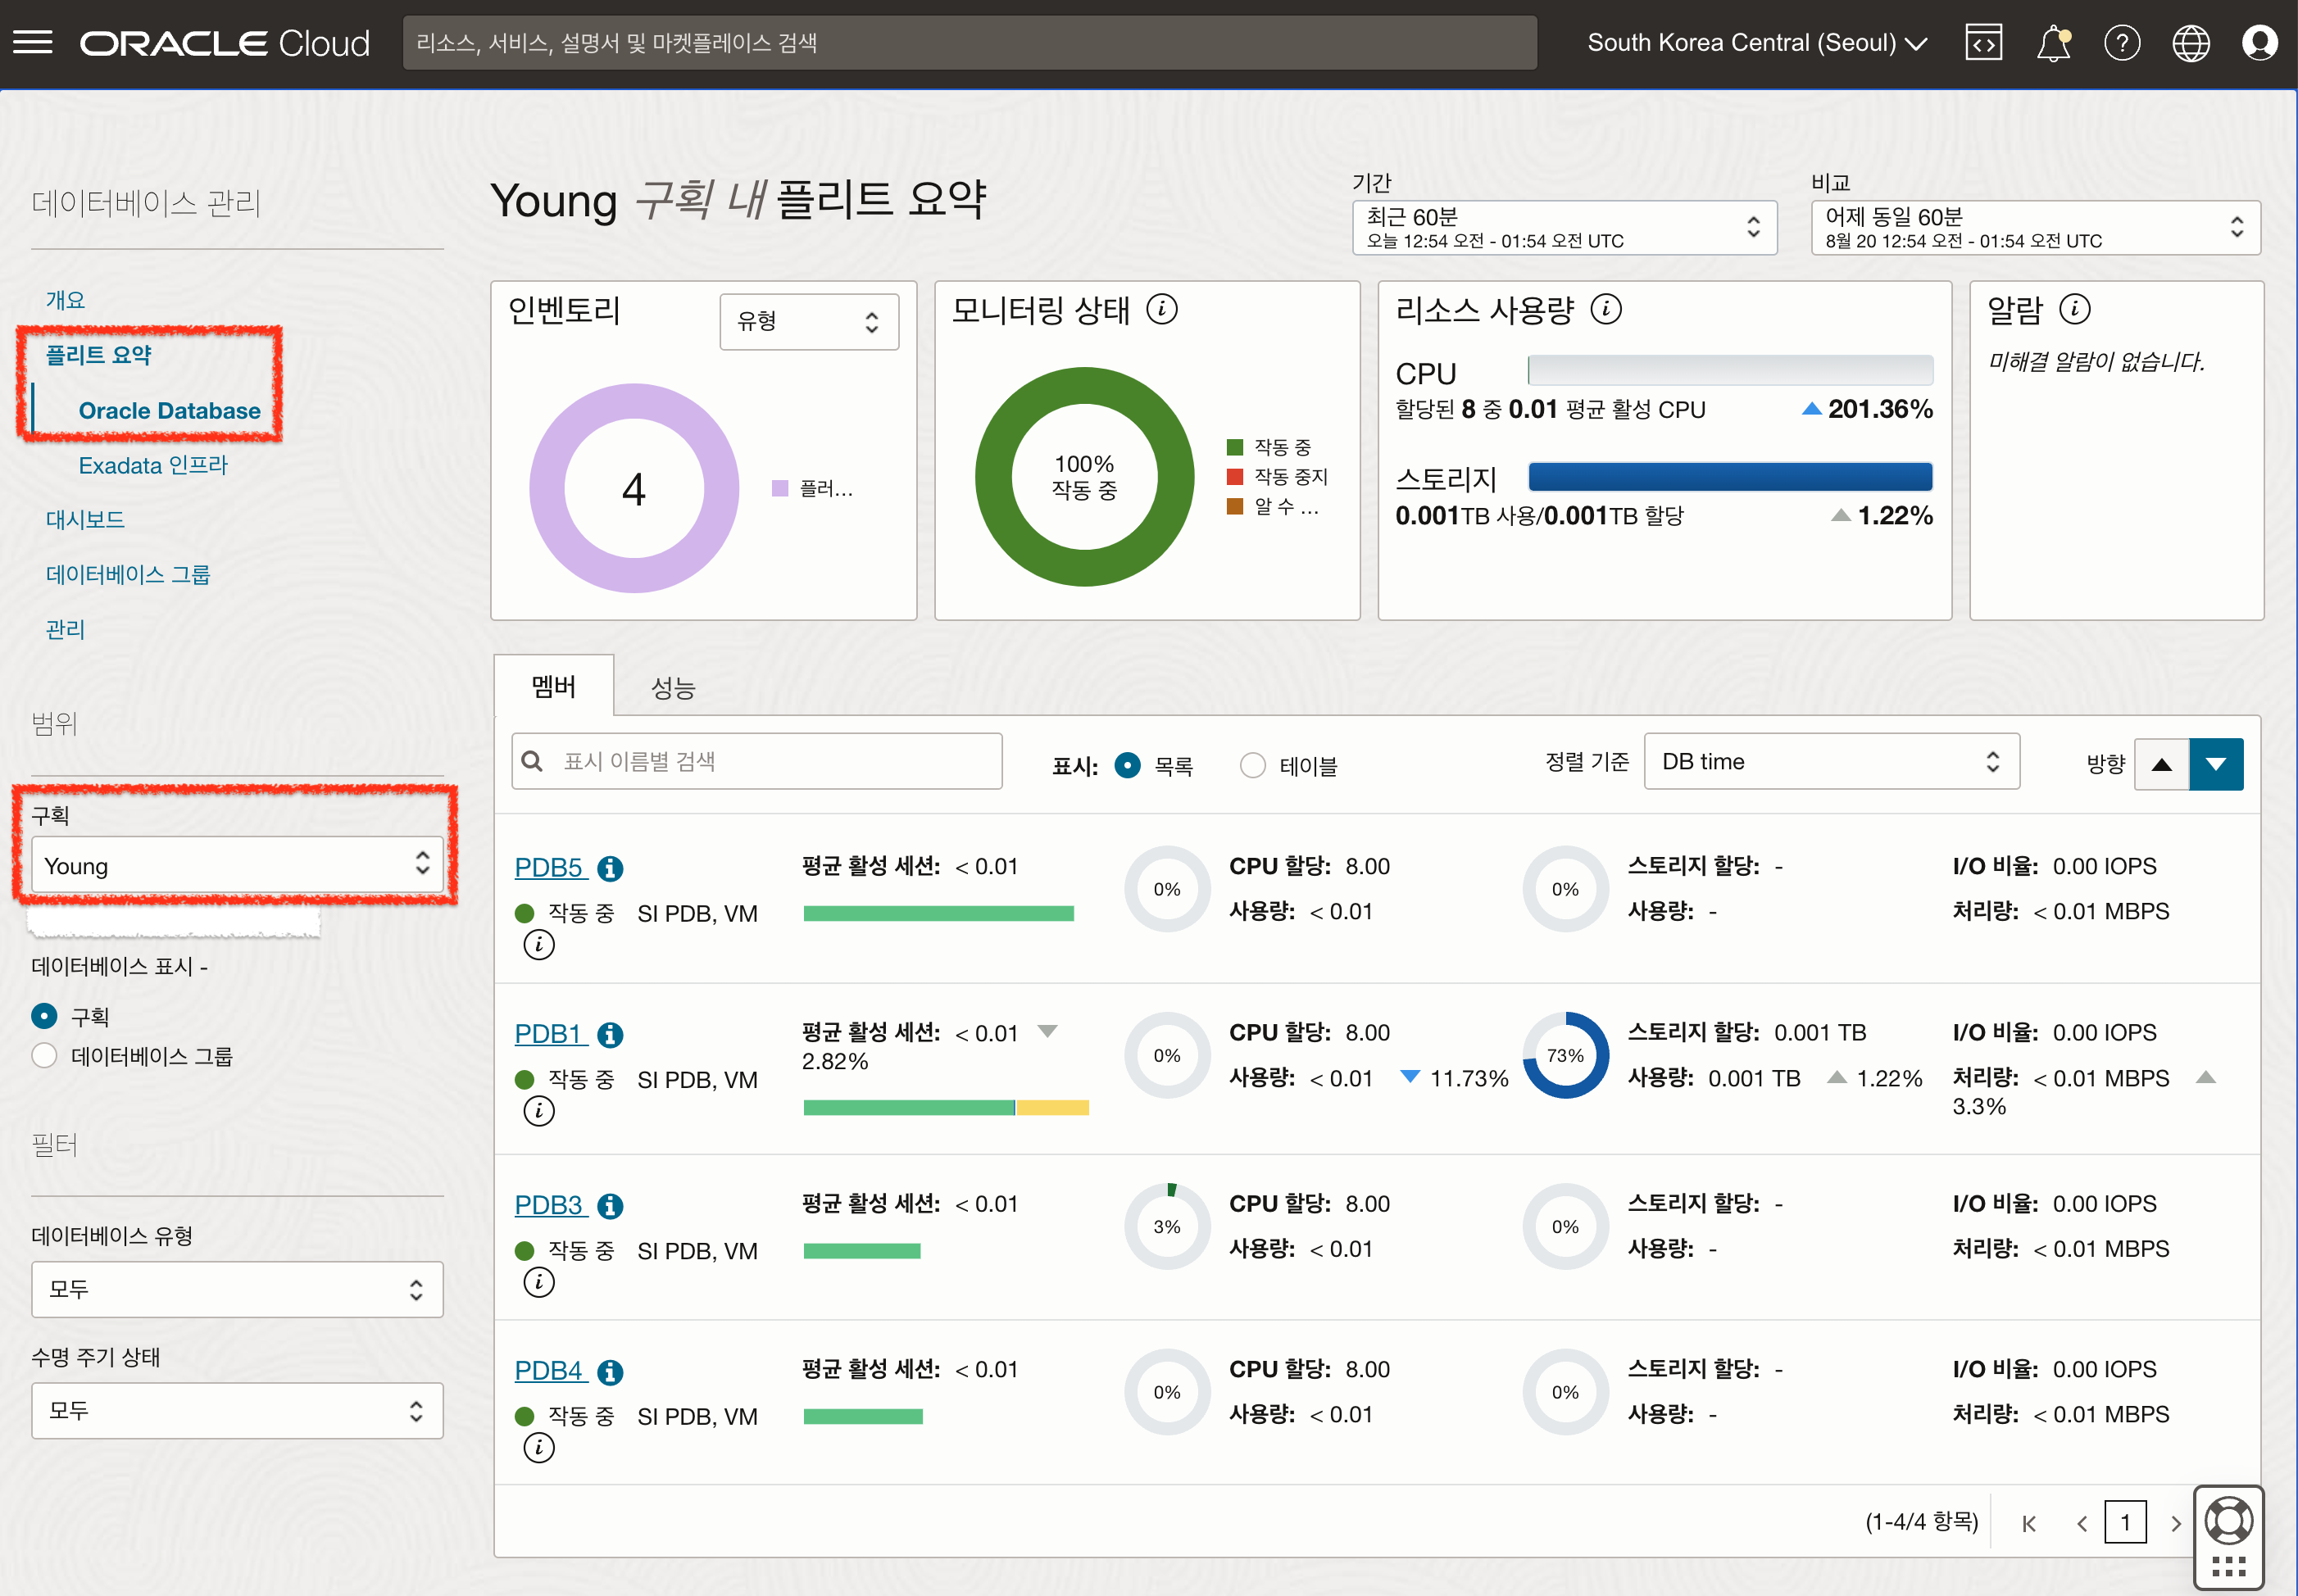 ORACLE Cloud
리소스, 서비스, 설명서 및 마켓플레이스 검색
South Korea Central (Seoul)
데이터베이스 관리
개요
플리트 요약
Oracle Database
Exadata 인프라
대시보드
데이터베이스 그룹
관리
범위
구획
Young
데이터베이스 표시 -
구획
데이터베이스 그룹
필터
데이터베이스 유형
모두
수명 주기 상태
모두
Young 구획 내 플리트 요약
기간
최근 60분
오늘 12:54 오전 - 01:54 오전 UTC
비교
어제 동일 60분
8월 20 12:54 오전 - 01:54 오전 UTC
인벤토리
유형
4
플러...
모니터링 상태
100%
작동 중
작동 중
작동 중지
알 수 ...
리소스 사용량
CPU
할당된 8 중 0.01 평균 활성 CPU 201.36%
스토리지
0.001TB 사용/0.001TB 할당 1.22%
알람
미해결 알람이 없습니다.
멤버 성능
표시 이름별 검색
표시: 목록 테이블
정렬 기준 DB time
방향
PDB5 평균 활성 세션: < 0.01 0% CPU 할당: 8.00 0% 스토리지 할당: - I/O 비율: 0.00 IOPS
작동 중 SI PDB, VM 사용량: < 0.01 사용량: - 처리량: < 0.01 MBPS
PDB1 평균 활성 세션: < 0.01 0% CPU 할당: 8.00 73% 스토리지 할당: 0.001 TB I/O 비율: 0.00 IOPS
2.82%
작동 중 SI PDB, VM 사용량: < 0.01 11.73% 사용량: 0.001 TB 1.22% 처리량: < 0.01 MBPS
3.3%
PDB3 평균 활성 세션: < 0.01 3% CPU 할당: 8.00 0% 스토리지 할당: - I/O 비율: 0.00 IOPS
작동 중 SI PDB, VM 사용량: < 0.01 사용량: - 처리량: < 0.01 MBPS
PDB4 평균 활성 세션: < 0.01 0% CPU 할당: 8.00 0% 스토리지 할당: - I/O 비율: 0.00 IOPS
작동 중 SI PDB, VM 사용량: < 0.01 사용량: - 처리량: < 0.01 MBPS
(1-4/4 항목) 1